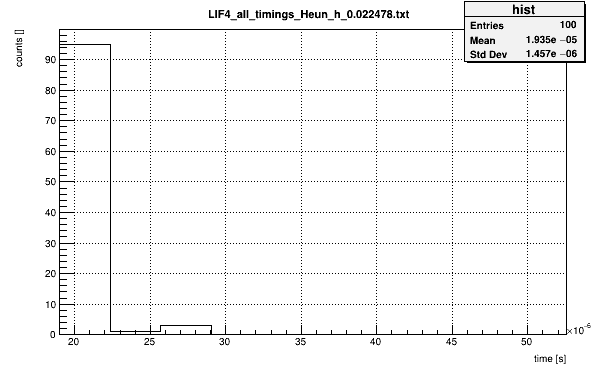 LIF4_all_timings_Heun_h_0.022478.txt
hist
Entries 100
Mean 1.935e −05
Std Dev 1.457e −06
counts []
90
80
70
60
50
40
30
20
10
0
20 25 30 35 40 45 50
×10−6
time [s]